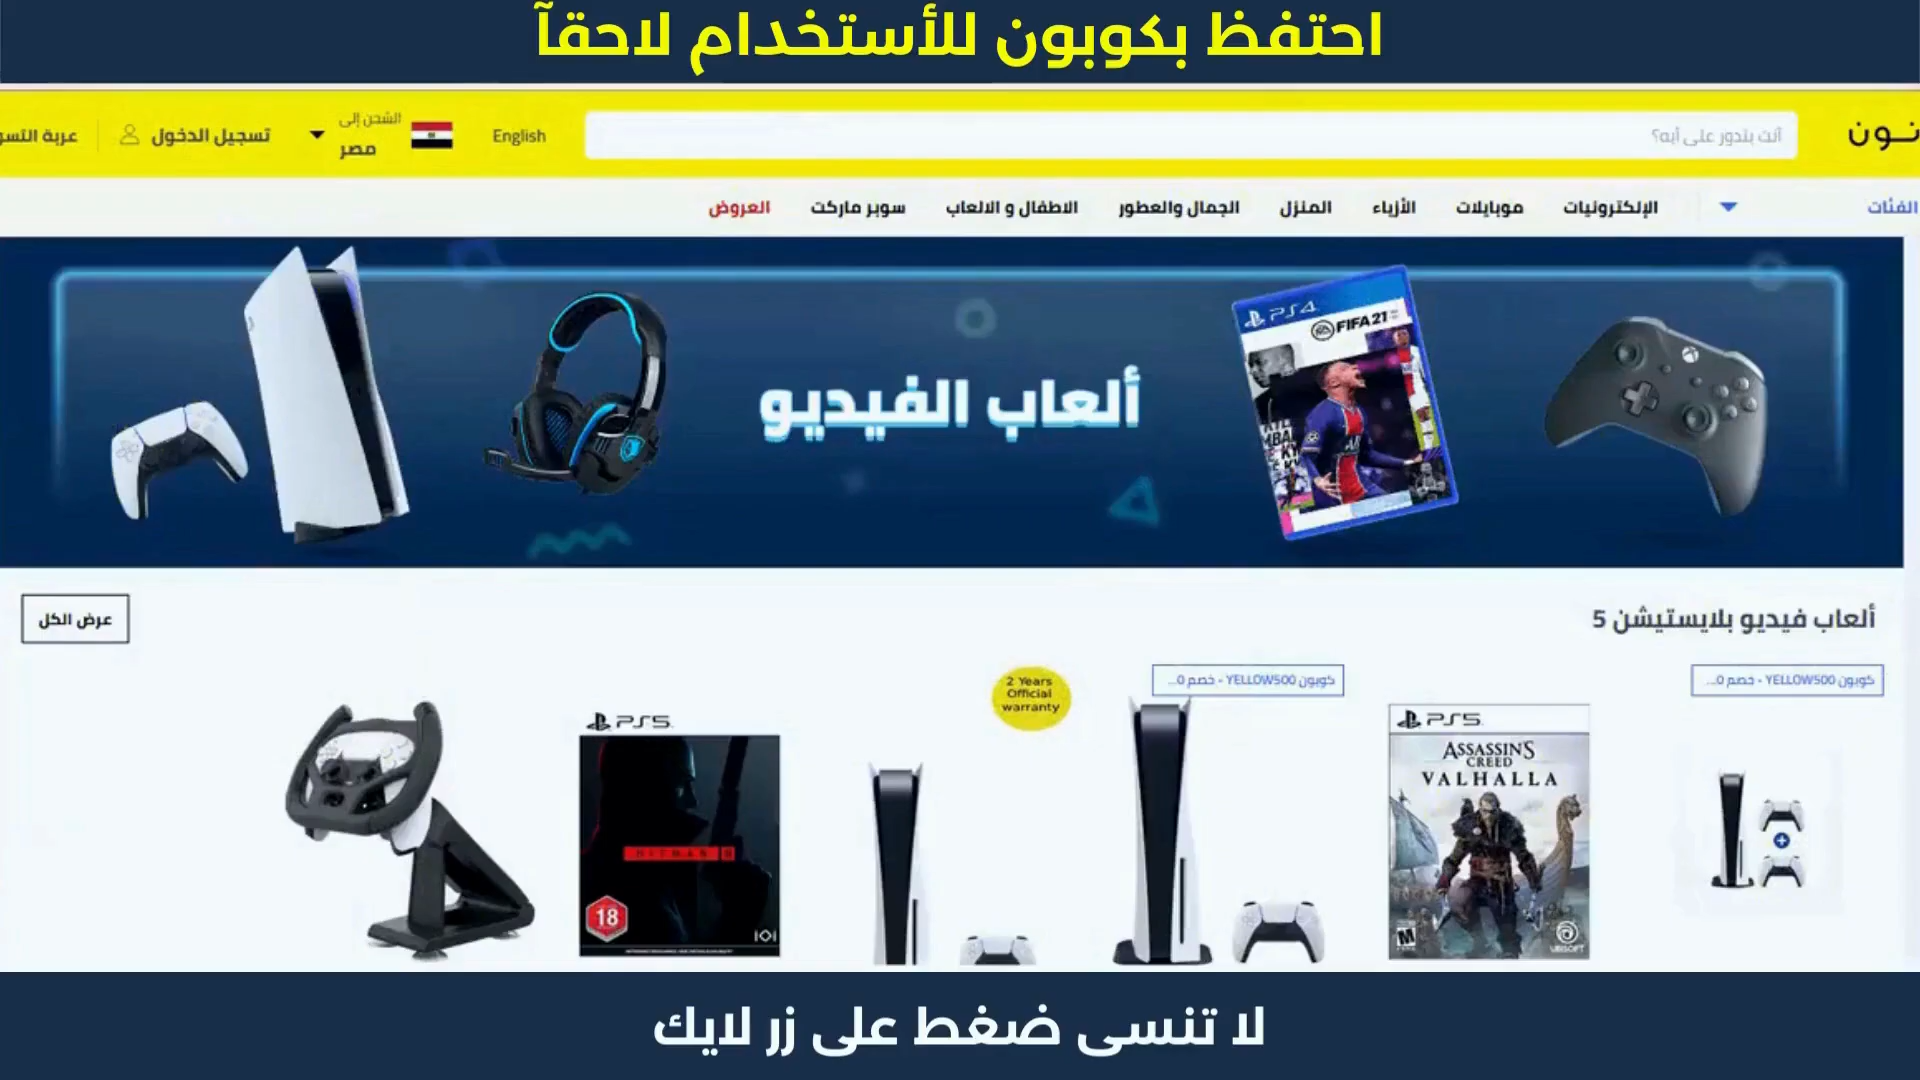 احتفظ بكوبون للأستخدام لاحقآ
نون
أنت بتدور على أيه؟
English
الشحن إلى
مصر
تسجيل الدخول
عربة التسو
الفئات
الإلكترونيات
موبايلات
الأزياء
المنزل
الجمال والعطور
الاطفال و الالعاب
سوبر ماركت
العروض
ألعاب الفيديو
PS4
FIFA 21
ألعاب فيديو بلايستيشن 5
عرض الكل
كوبون YELLOW500 - خصم 0...
كوبون YELLOW500 - خصم 0...
2 Years
Official
warranty
PS5
ASSASSIN'S
CREED
VALHALLA
M
UBISOFT
PS5
HITMAN
18
IOI
لا تنسى ضغط على زر لايك